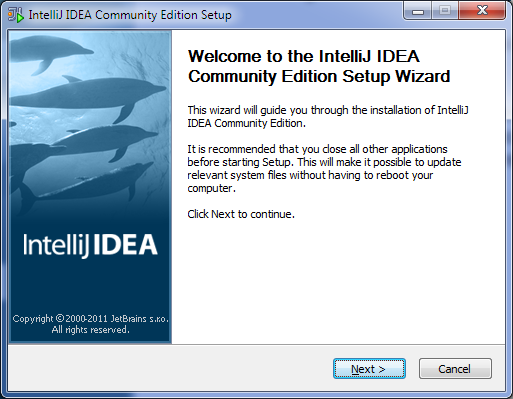 IntelliJ IDEA Community Edition Setup
Welcome to the IntelliJ IDEA
Community Edition Setup Wizard
This wizard will guide you through the installation of IntelliJ
IDEA Community Edition.
It is recommended that you close all other applications
before starting Setup. This will make it possible to update
relevant system files without having to reboot your
computer.
Click Next to continue.
IntelliJ IDEA
Copyright © 2000-2011 JetBrains s.r.o.
All rights reserved.
Next >
Cancel